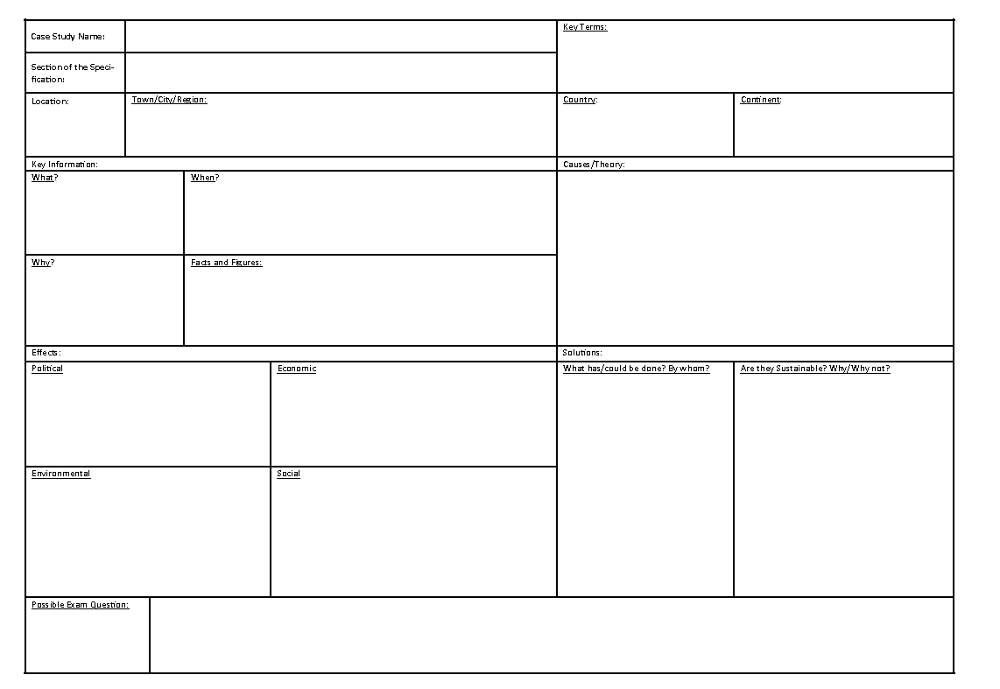 Case Study Name:
Key Terms:
Section of the Speci-
fication:
Location:
Town/City/Region:
Country:
Continent:
Key Information:
Causes/Theory:
What?
When?
Why?
Facts and Figures:
Effects:
Solutions:
Political
Economic
What has/could be done? By whom?
Are they Sustainable? Why/Why not?
Environmental
Social
Possible Exam Question: